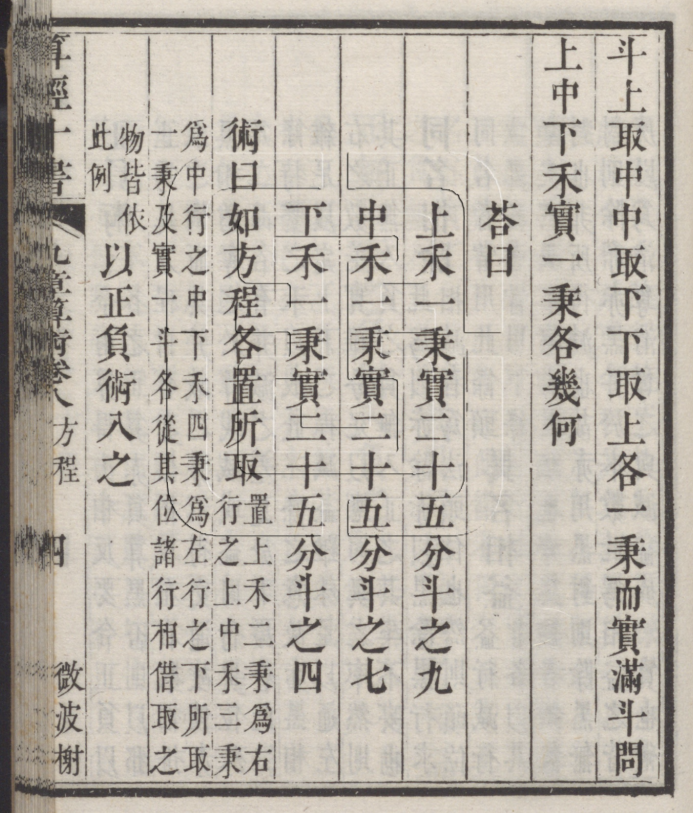 斗上取中中取下下取上各一秉而實滿斗問
上中下禾實一秉各幾何
荅曰
上禾一秉實二十五分斗之九
中禾一秉實二十五分斗之七
下禾一秉實二十五分斗之四
術曰如方程各置所取
置上禾二秉爲右
行之上中禾三秉
爲中行之中下禾四秉爲左行之下所取
一秉及實一斗各從其位諸行相借取之
物皆依
此例
以正負術入之
算經十書
九章算術卷八
方程
四
微波榭